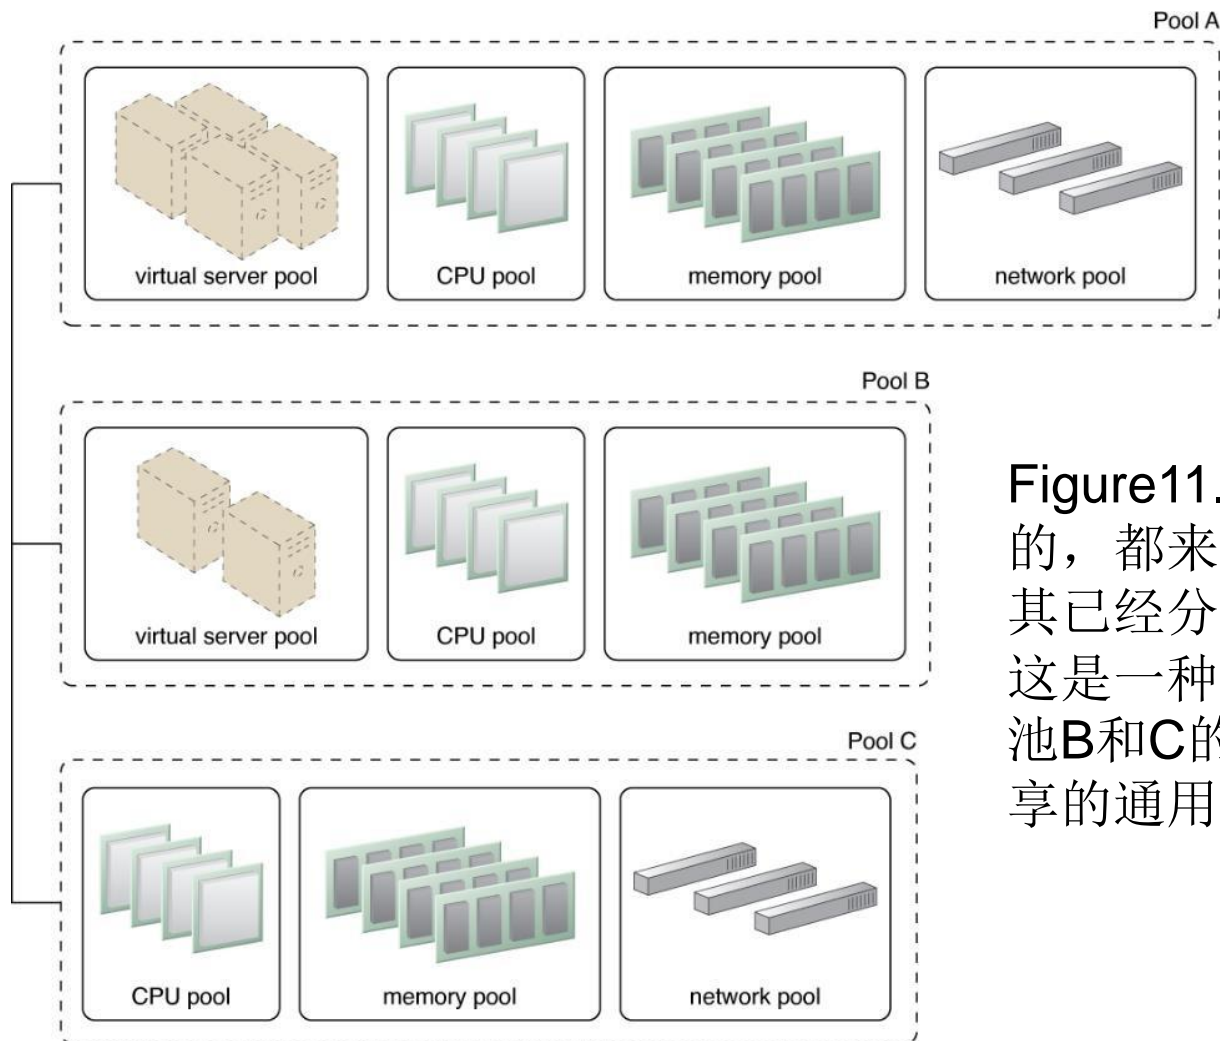 Pool A
virtual server pool
CPU pool
memory pool
network pool
Pool B
virtual server pool
CPU pool
memory pool
Pool C
CPU pool
memory pool
network pool
Figure11.
的，都来
其已经分
这是一种
池B和C的
享的通用